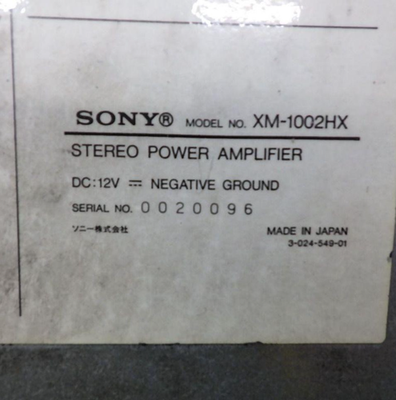 SONY® MODEL NO. XM-1002HX
STEREO POWER AMPLIFIER
DC:12V ⎓ NEGATIVE GROUND
SERIAL NO. 0020096
ソニー株式会社 MADE IN JAPAN
3-024-549-01